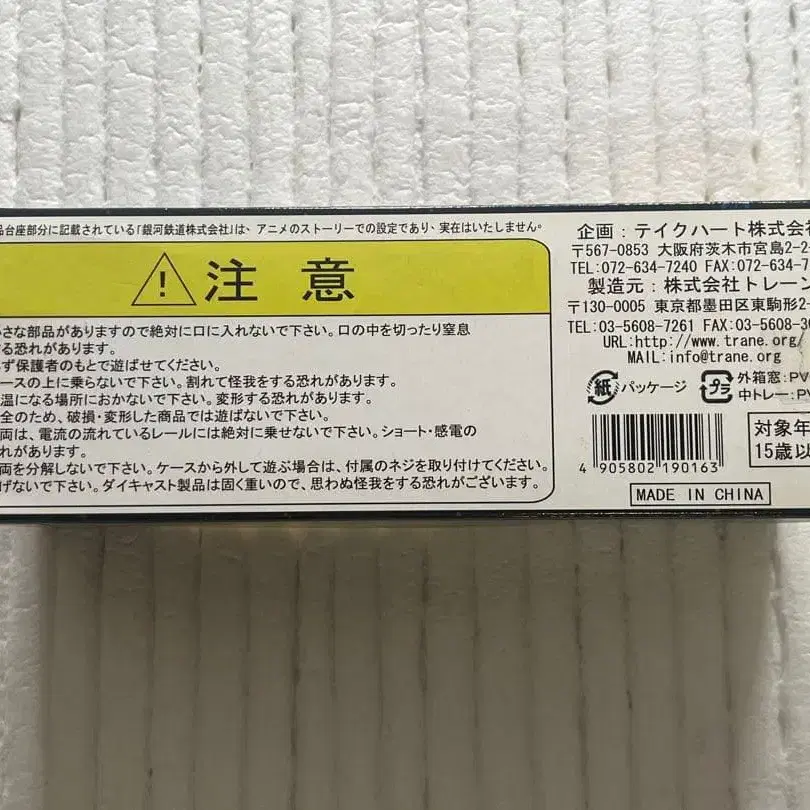 品台座部分に記載されている「銀河鉄道株式会社」は、アニメのストーリーでの設定であり、実在はいたしません。
注意
さな部品がありますので絶対に口に入れないで下さい。口の中を切ったり窒息
する恐れがあります。
ず保護者のもとで遊ばせてください。
ースの上に乗らないで下さい。割れて怪我をする恐れがあります。
温になる場所におかないで下さい。変形する恐れがあります。
全のため、破損・変形した商品では遊ばないで下さい。
両は、電流の流れているレールには絶対に乗せないで下さい。ショート・感電の
れがあります。
両を分解しないで下さい。ケースから外して遊ぶ場合は、付属のネジを取り付けてください。
げないで下さい。ダイキャスト製品は固く重いので、思わぬ怪我をする恐れがございます。
企画：テイクハート株式会社
〒567-0853 大阪府茨木市宮島2-2-
TEL:072-634-7240 FAX:072-634-7
製造元：株式会社トレーン
〒130-0005 東京都墨田区東駒形2-
TEL:03-5608-7261 FAX:03-5608-36
URL:http://www.trane.org/
MAIL:info@trane.org
紙 パッケージ
プラ 外箱窓:PV
中トレー:PV
4 905802 190163
対象年
15歳以
MADE IN CHINA